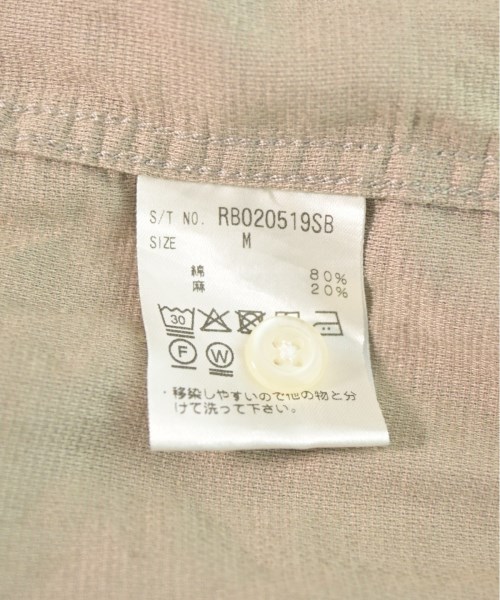 S/T NO. RB020519SB
SIZE M
綿 80%
麻 20%
30
F W
・移染しやすいので他の物と分
けて洗って下さい。